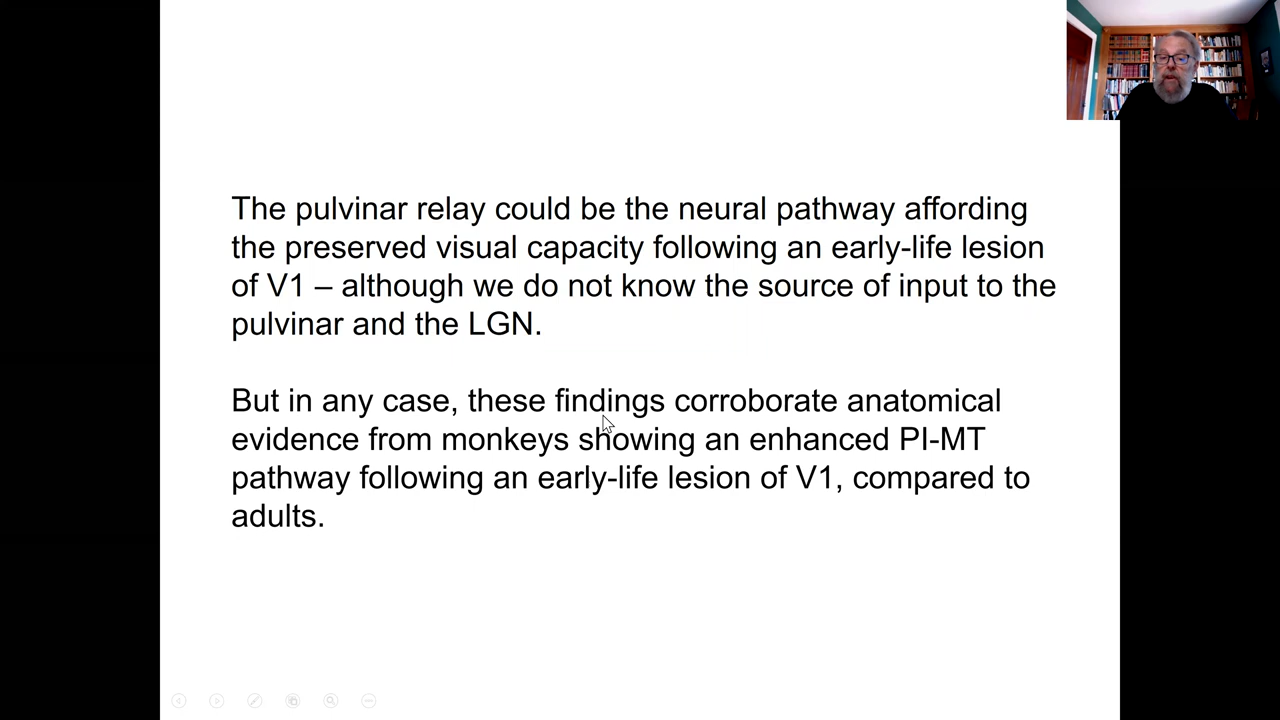 The pulvinar relay could be the neural pathway affording
the preserved visual capacity following an early-life lesion
of V1 – although we do not know the source of input to the
pulvinar and the LGN.
But in any case, these findings corroborate anatomical
evidence from monkeys showing an enhanced PI-MT
pathway following an early-life lesion of V1, compared to
adults.